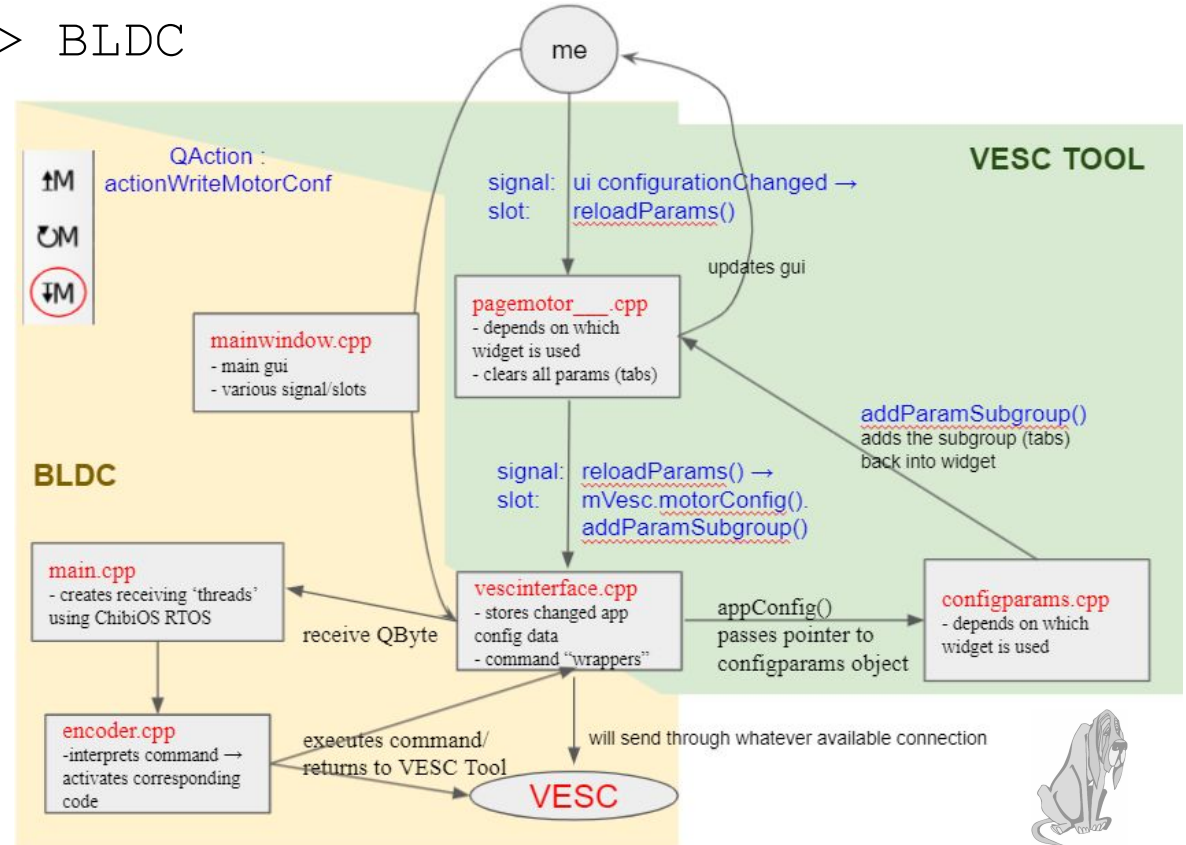 > BLDC
me
VESC TOOL
QAction :
actionWriteMotorConf
↥M
↻M
↧M
signal: ui configurationChanged →
slot: reloadParams()
updates gui
pagemotor___.cpp
- depends on which
widget is used
- clears all params (tabs)
mainwindow.cpp
- main gui
- various signal/slots
addParamSubgroup()
adds the subgroup (tabs)
back into widget
BLDC
signal: reloadParams() →
slot: mVesc.motorConfig().
addParamSubgroup()
main.cpp
- creates receiving ‘threads’
using ChibiOS RTOS
receive QByte
vescinterface.cpp
- stores changed app
config data
- command “wrappers”
appConfig()
passes pointer to
configparams object
configparams.cpp
- depends on which
widget is used
encoder.cpp
-interprets command →
activates corresponding
code
executes command/
returns to VESC Tool
will send through whatever available connection
VESC